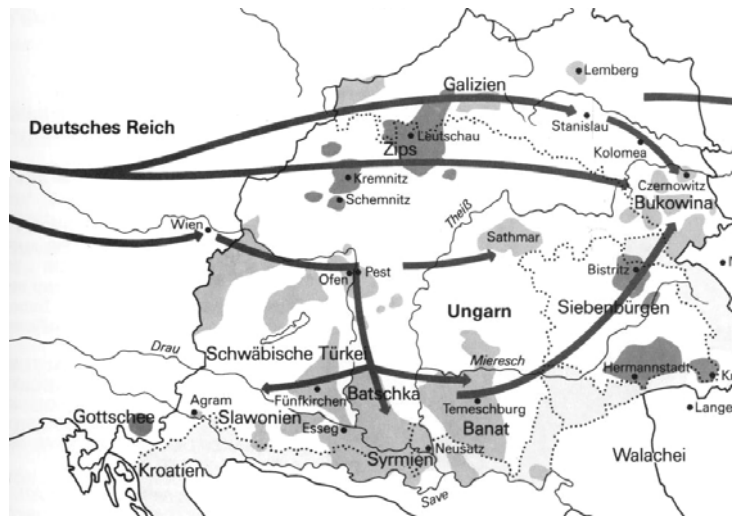 Lemberg
Galizien
Deutsches Reich
Stanislau
Leutschau
Zips
Kolomea
Kremnitz
Czernowitz
Schemnitz
Bukowina
Theiß
Wien
Sathmar
Ofen
Pest
Bistritz
Ungarn
Siebenbürgen
Drau
Schwäbische Türkei
Mieresch
Hermannstadt
Batschka
Fünfkirchen
Agram
Temeschburg
Lange
Gottschee
Slawonien
Esseg
Banat
Neusatz
Walachei
Syrmien
Kroatien
Save